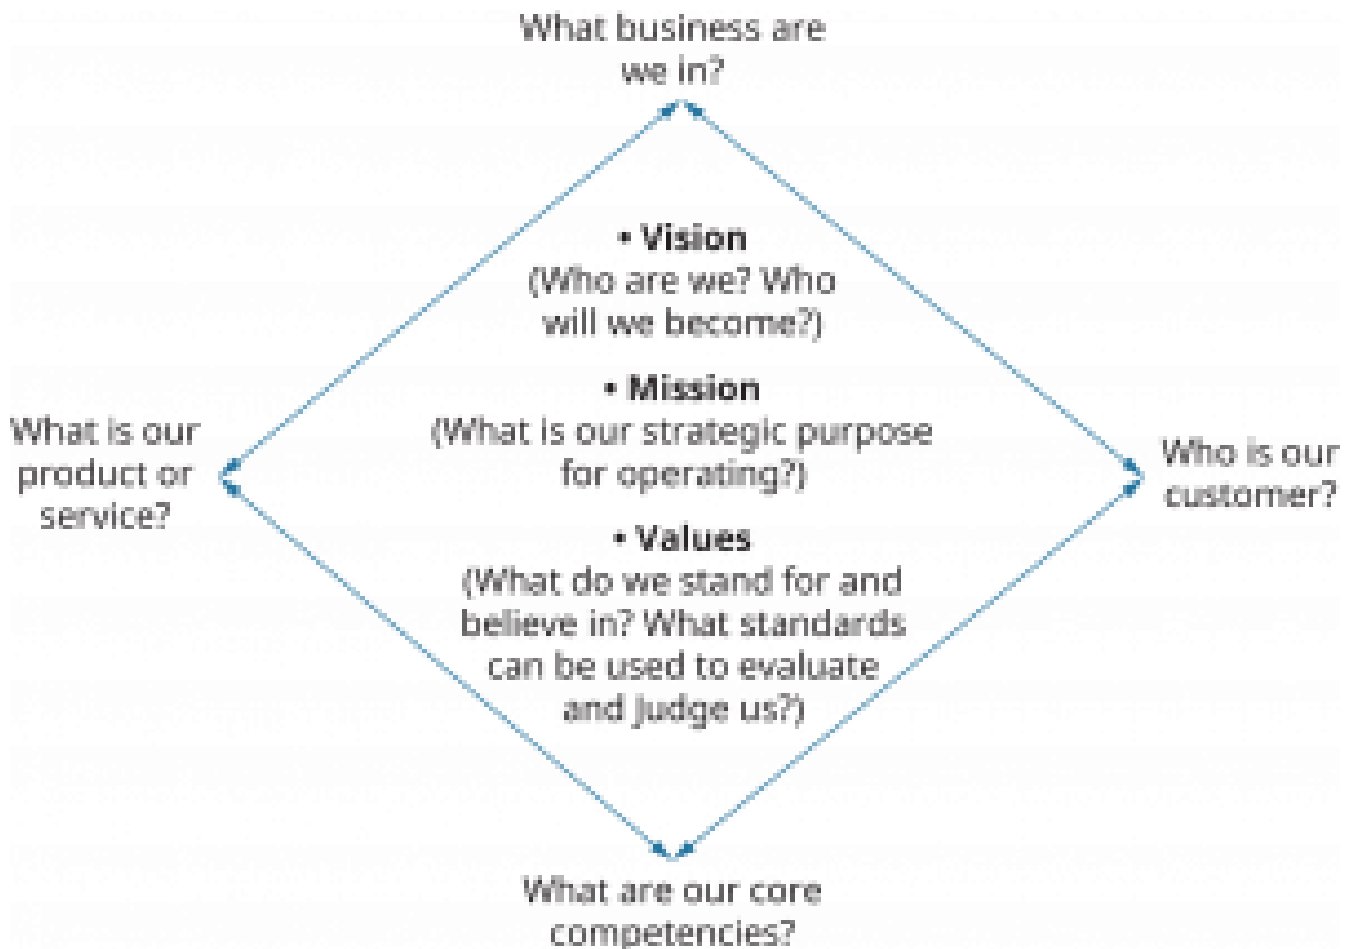 What business are
we in?
• Vision
(Who are we? Who
will we become?)
• Mission
(What is our strategic purpose
for operating?)
What is our
product or
service?
Who is our
customer?
• Values
(What do we stand for and
believe in? What standards
can be used to evaluate
and Judge us?)
What are our core
competencies?